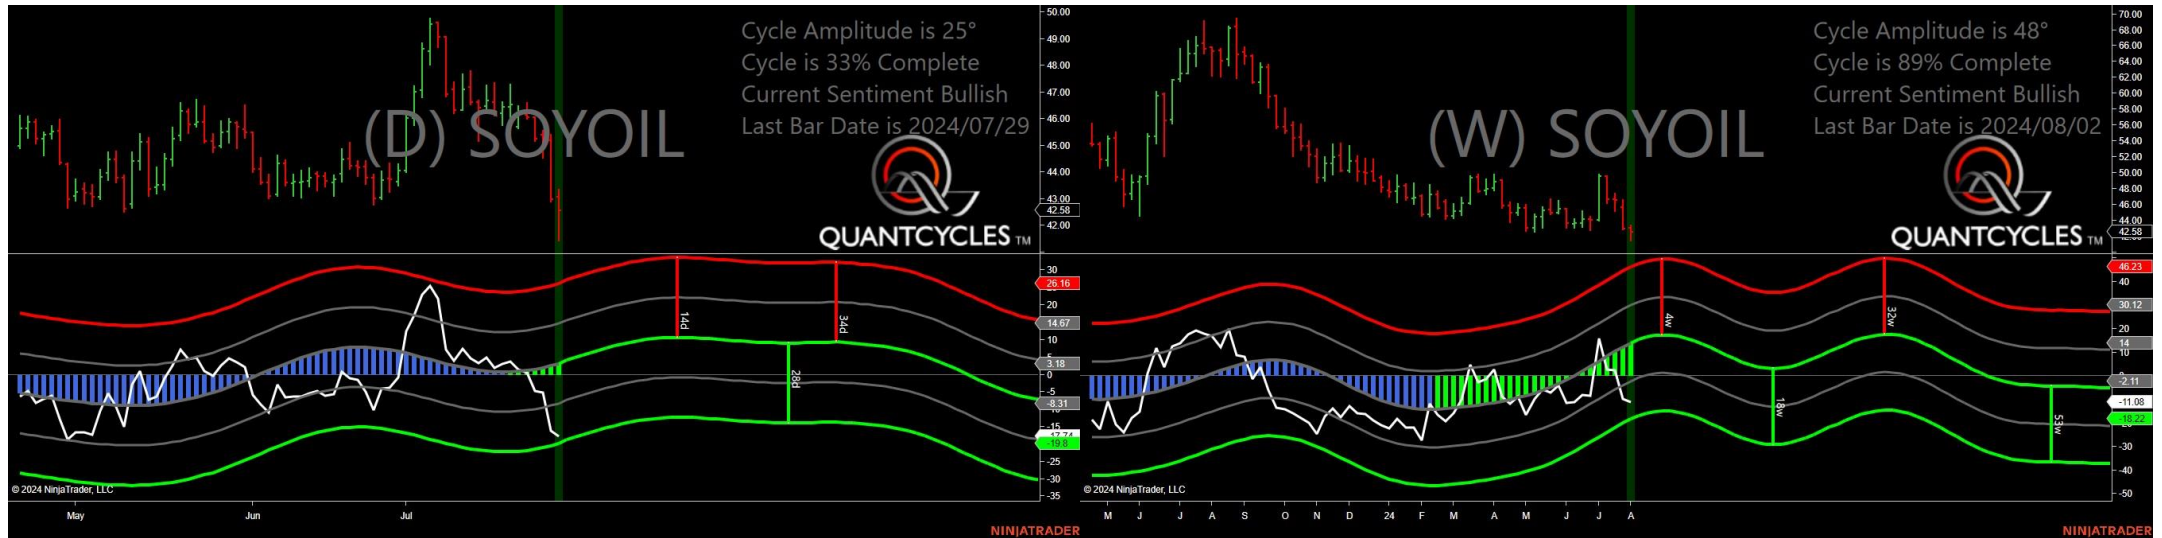 Cycle Amplitude is 25°
Cycle is 33% Complete
Current Sentiment Bullish
Last Bar Date is 2024/07/29
(D) SOYOIL
QUANTCYCLES TM
50.00
49.00
48.00
47.00
46.00
45.00
44.00
43.00
42.58
42.00
30
26.16
20
14.67
10
3.18
0
-5
-8.31
-15
-19.8
-25
-30
-35
14d
34d
28d
© 2024 NinjaTrader, LLC
May
Jun
Jul
NINJATRADER
Cycle Amplitude is 48°
Cycle is 89% Complete
Current Sentiment Bullish
Last Bar Date is 2024/08/02
(W) SOYOIL
QUANTCYCLES TM
70.00
68.00
66.00
64.00
62.00
60.00
58.00
56.00
54.00
52.00
50.00
48.00
46.00
44.00
42.58
46.23
40
30.12
20
14
10
-2.11
-11.08
-18.22
-30
-40
-50
4w
32w
18w
53w
© 2024 NinjaTrader, LLC
M J J A S O N D 24 F M A M J J A
NINJATRADER